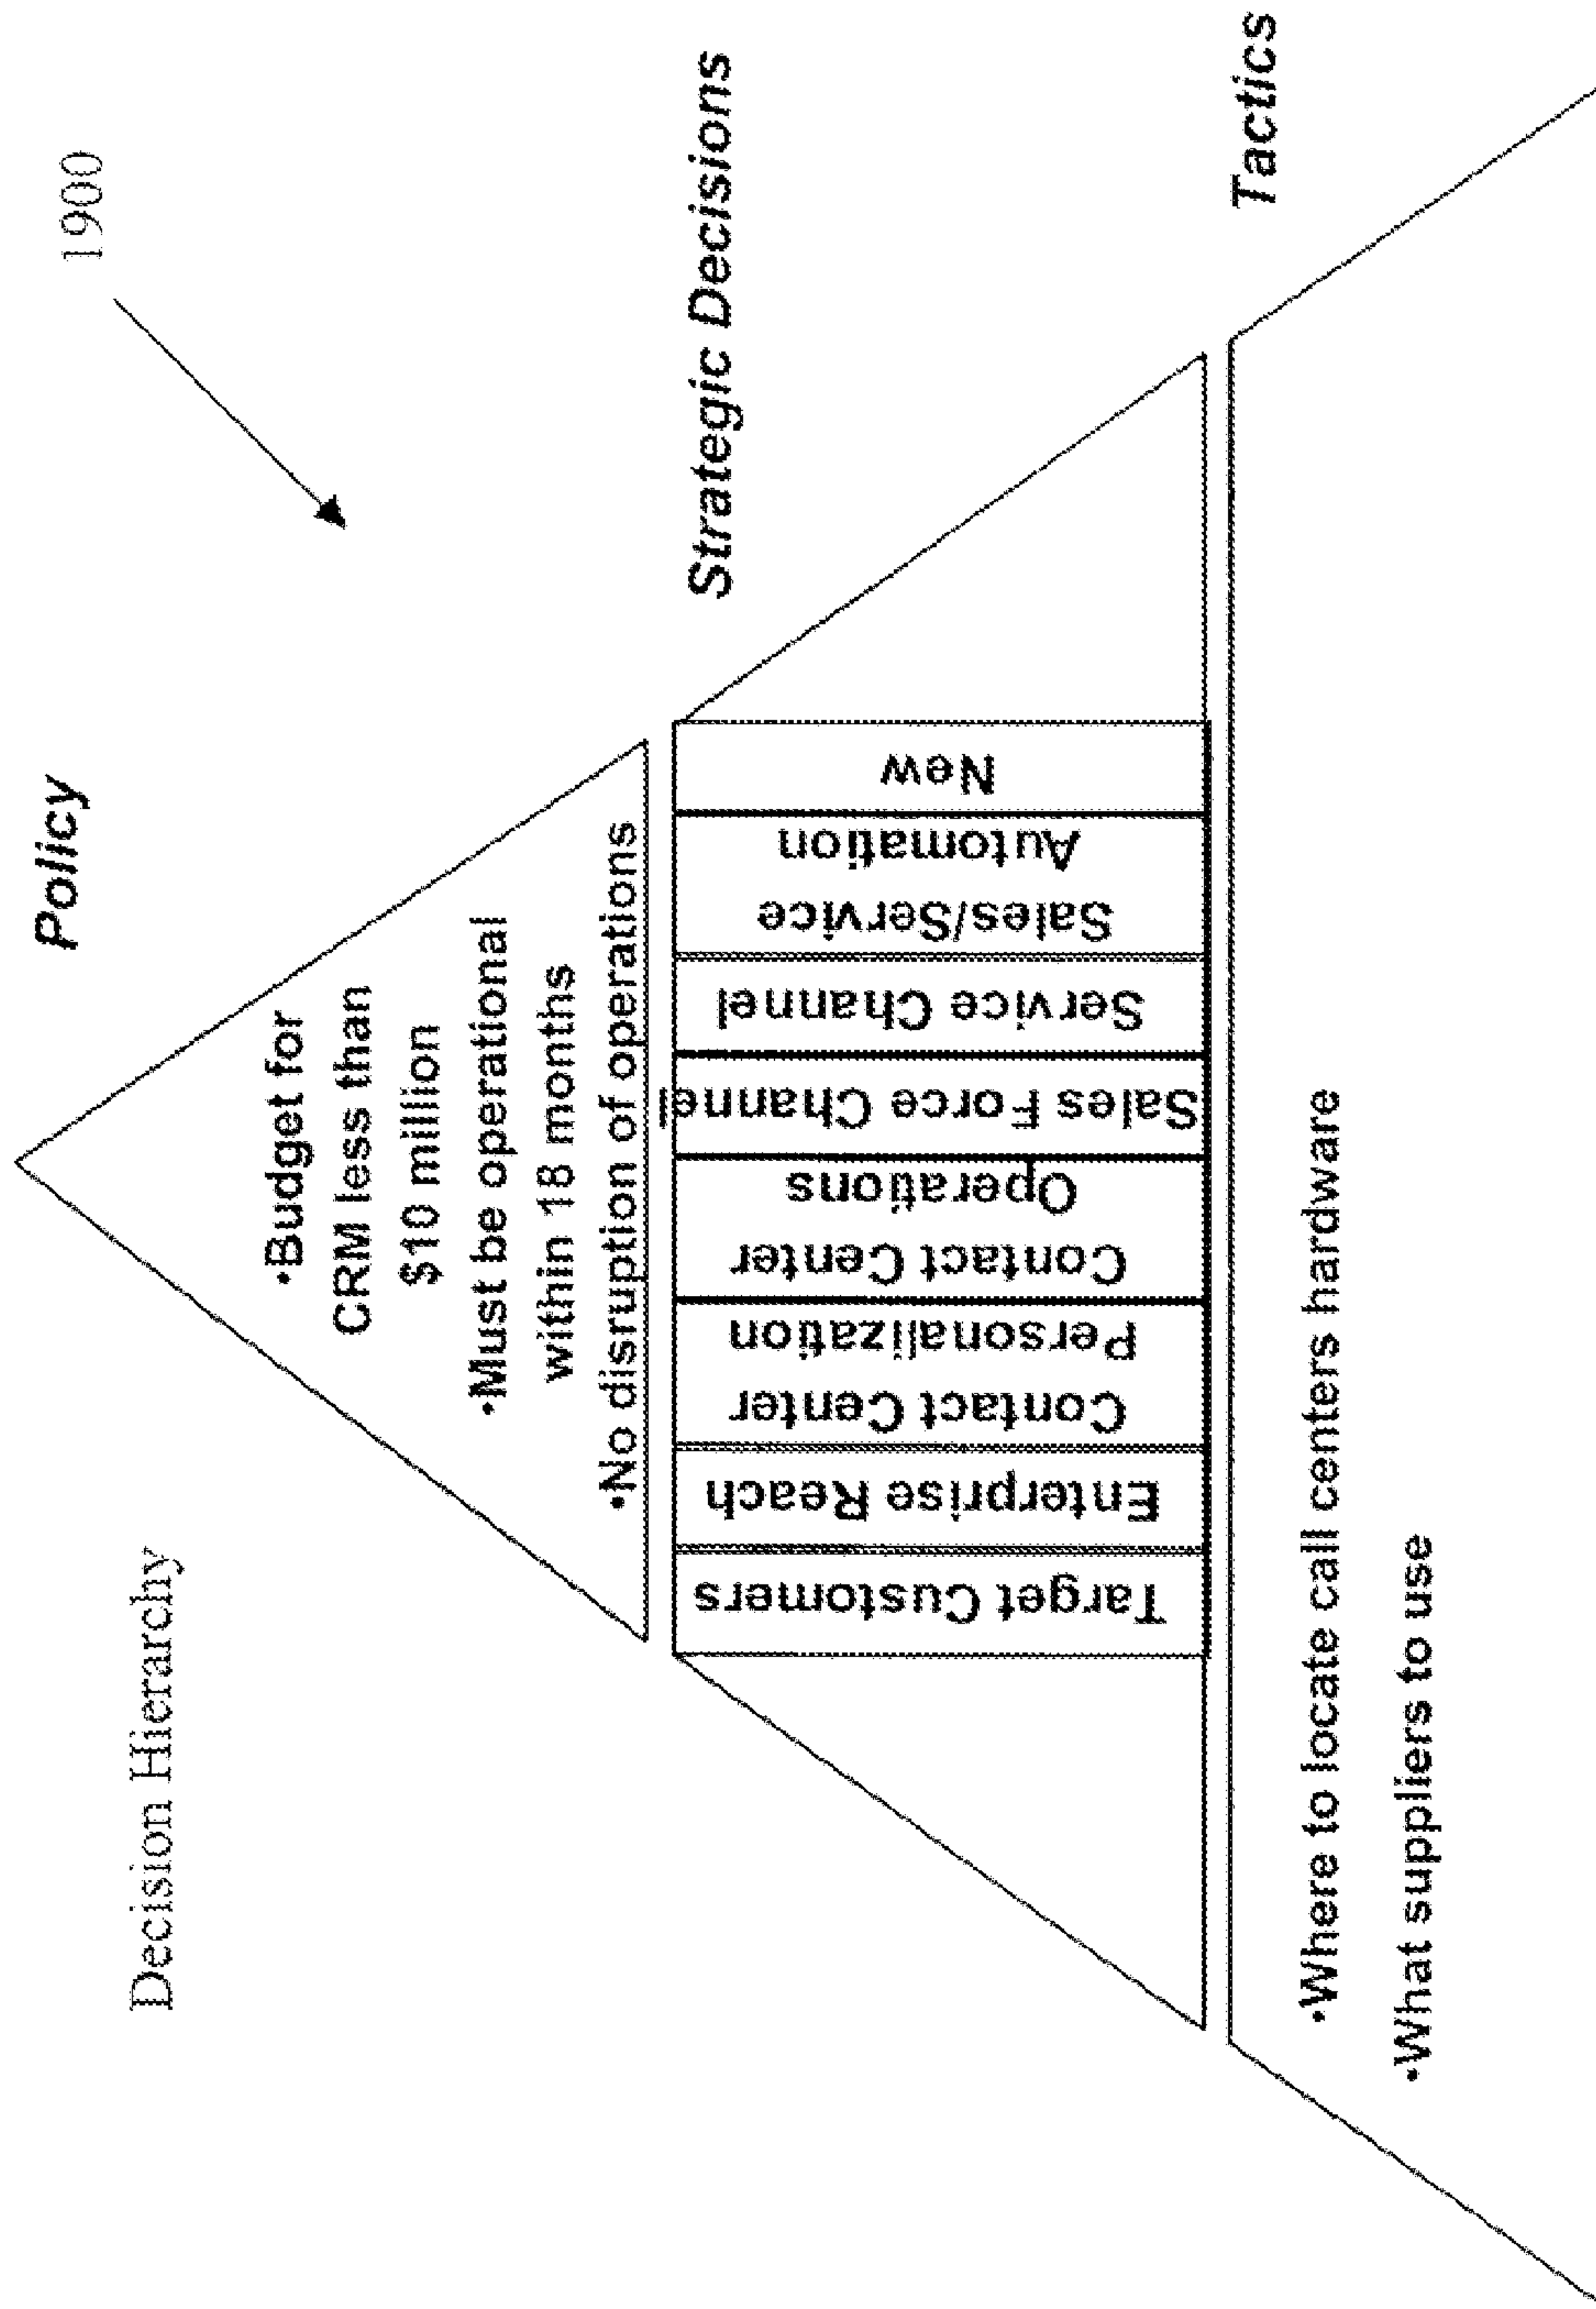 Decision Hierarchy
1900
Policy
•Budget for
CRM less than
$10 million
•Must be operational
within 18 months
•No disruption of operations
Strategic Decisions
Target Customers
Enterprise Reach
Contact Center
Personalization
Contact Center
Operations
Sales Force Channel
Service Channel
Sales/Service
Automation
New
Tactics
•Where to locate call centers hardware
•What suppliers to use